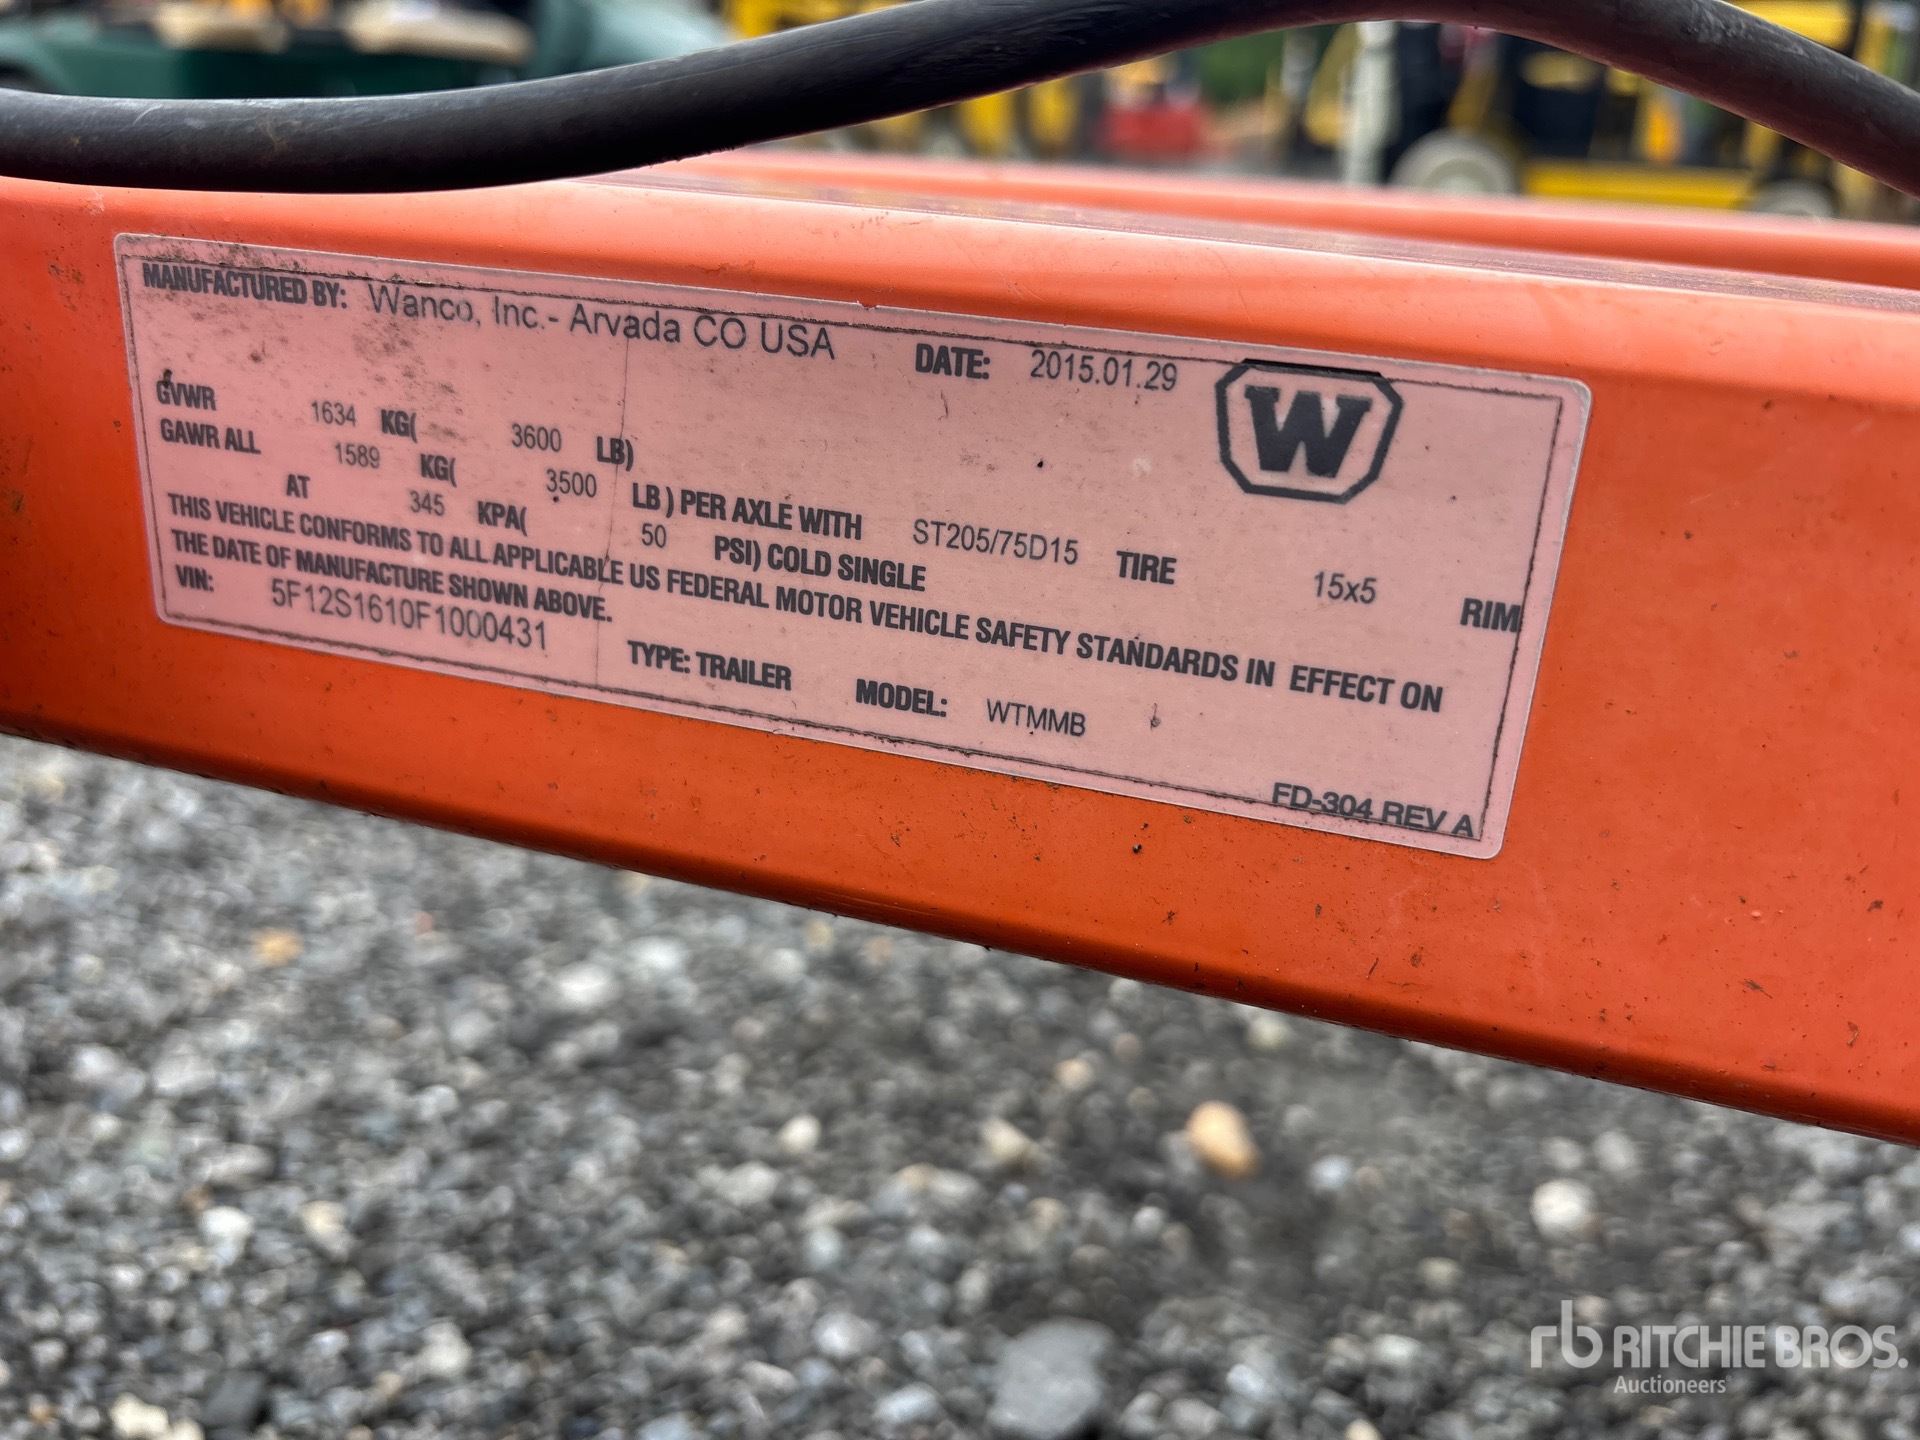 MANUFACTURED BY: Wanco, Inc.- Arvada CO USA DATE: 2015.01.29
W
GVWR 1634 KG( 3600 LB)
GAWR ALL 1589 KG( 3500 LB ) PER AXLE WITH ST205/75D15 TIRE 15x5 RIM
AT 345 KPA( 50 PSI) COLD SINGLE
THIS VEHICLE CONFORMS TO ALL APPLICABLE US FEDERAL MOTOR VEHICLE SAFETY STANDARDS IN EFFECT ON
THE DATE OF MANUFACTURE SHOWN ABOVE.
VIN: 5F12S1610F1000431 TYPE: TRAILER MODEL: WTMMB
FD-304 REV A
rb RITCHIE BROS.
Auctioneers